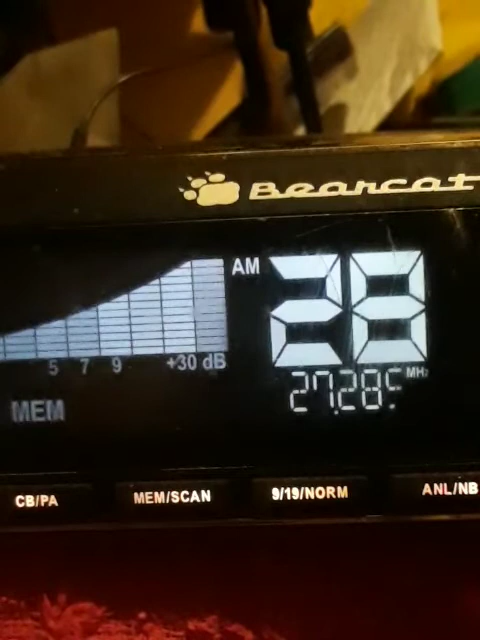 Bearcat
AM 28
5 7 9 +30 dB
27.285 MHz
MEM
CB/PA MEM/SCAN 9/19/NORM ANL/NB